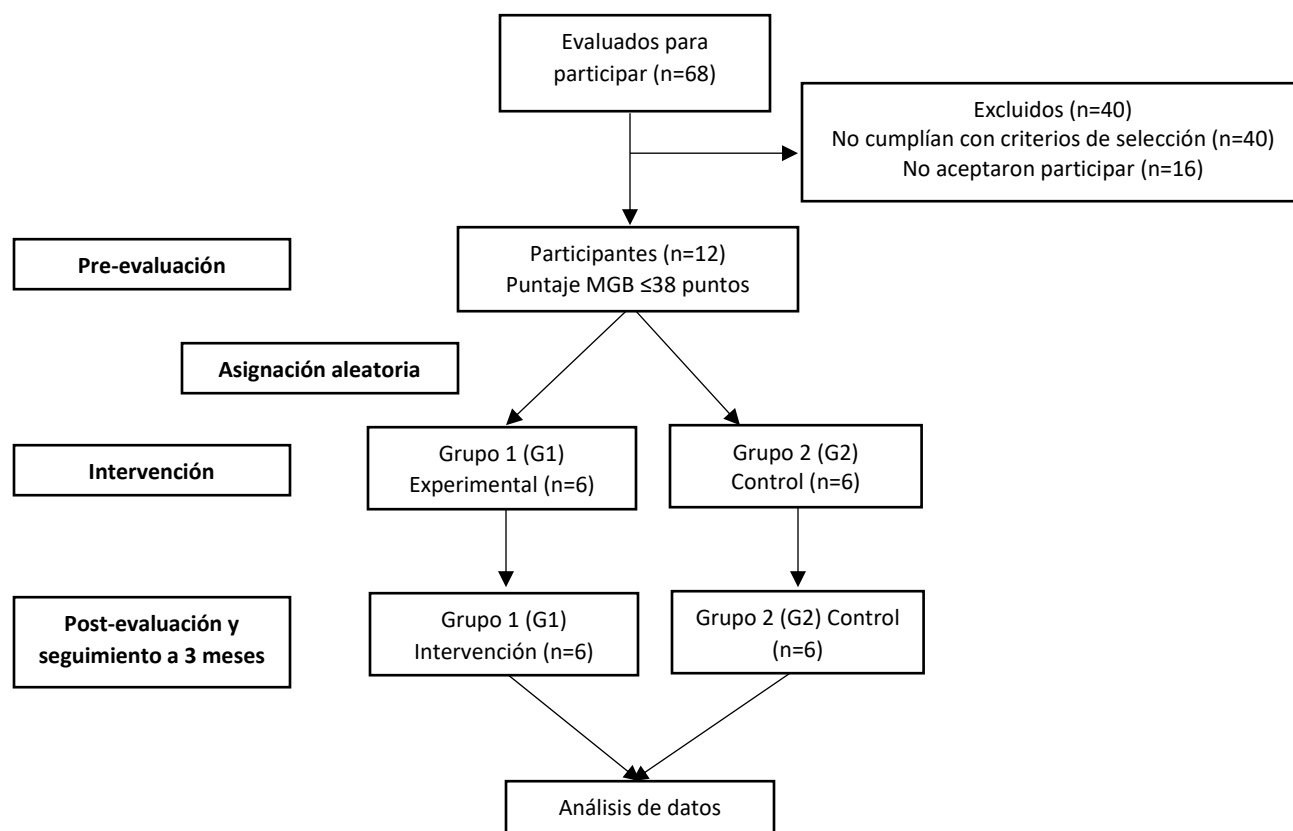 Evaluados para
participar (n=68)
Excluidos (n=40)
No cumplían con criterios de selección (n=40)
No aceptaron participar (n=16)
Pre-evaluación
Participantes (n=12)
Puntaje MGB ≤38 puntos
Asignación aleatoria
Intervención
Grupo 1 (G1)
Experimental (n=6)
Grupo 2 (G2)
Control (n=6)
Post-evaluación y
seguimiento a 3 meses
Grupo 1 (G1)
Intervención (n=6)
Grupo 2 (G2) Control
(n=6)
Análisis de datos